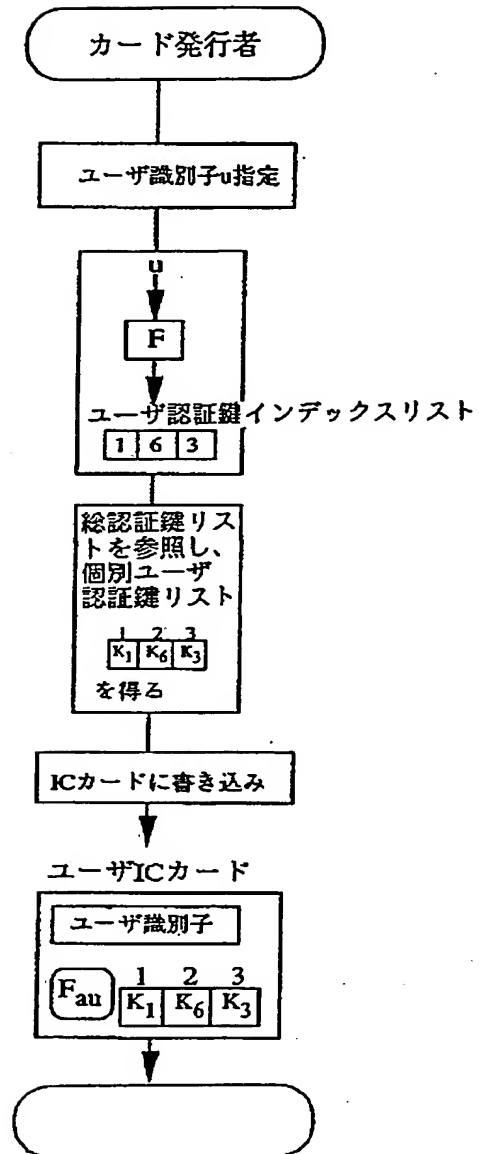 カード発行者
ユーザ識別子u指定
u
F
ユーザ認証鍵インデックスリスト
1 6 3
総認証鍵リス
トを参照し、
個別ユーザ
認証鍵リスト
1 2 3
K1 K6 K3
を得る
ICカードに書き込み
ユーザICカード
ユーザ識別子
1 2 3
Fau K1 K6 K3